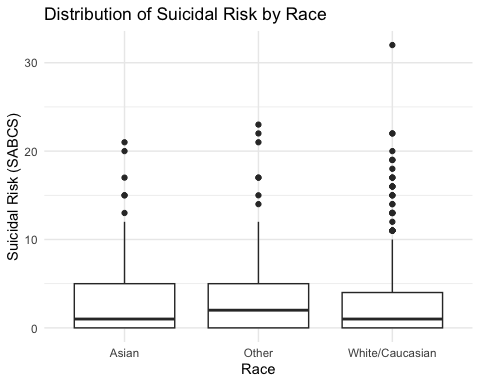 Distribution of Suicidal Risk by Race
Suicidal Risk (SABCS)
30
20
10
0
Asian
Other
White/Caucasian
Race